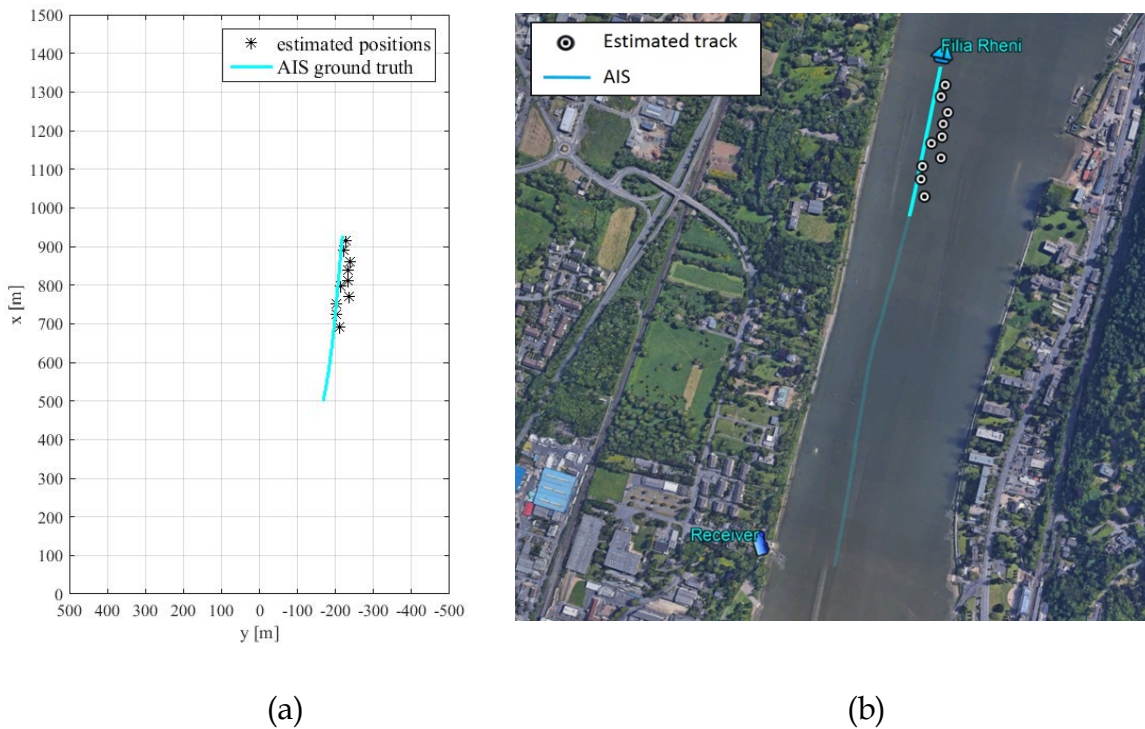 1500
1400
1300
1200
1100
1000
900
800
700
600
500
400
300
200
100
0
500 400 300 200 100 0 -100 -200 -300 -400 -500
x [m]
y [m]
estimated positions
AIS ground truth
(a)
Estimated track
AIS
Filia Rheni
Receiver
(b)